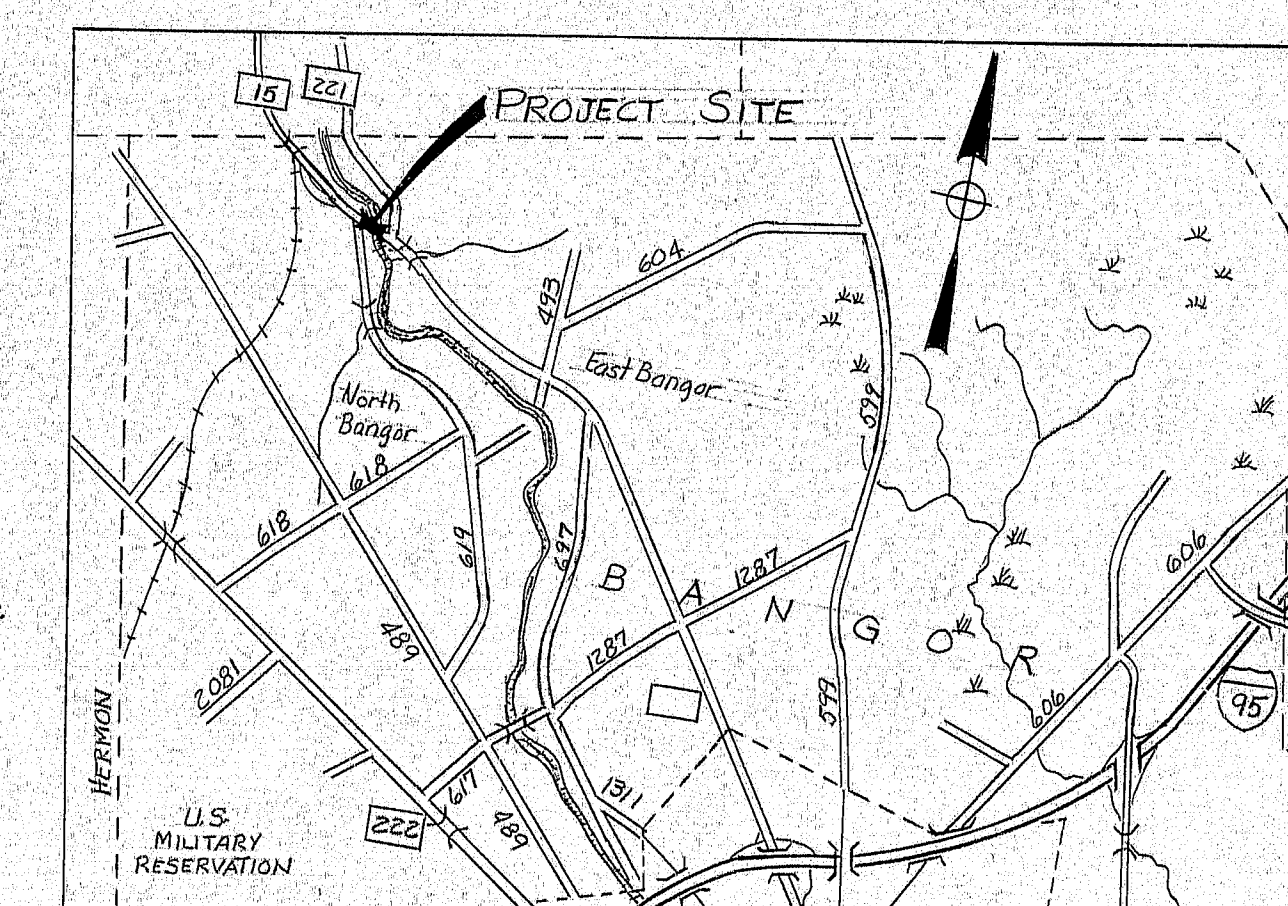 15
221
PROJECT SITE
604
493
East Bangor
599
North
Bangor
618
618
619
697
B A N G O R
1287
1287
606
606
489
2081
HERMON
599
95
617
1311
222
489
U.S.
MILITARY
RESERVATION